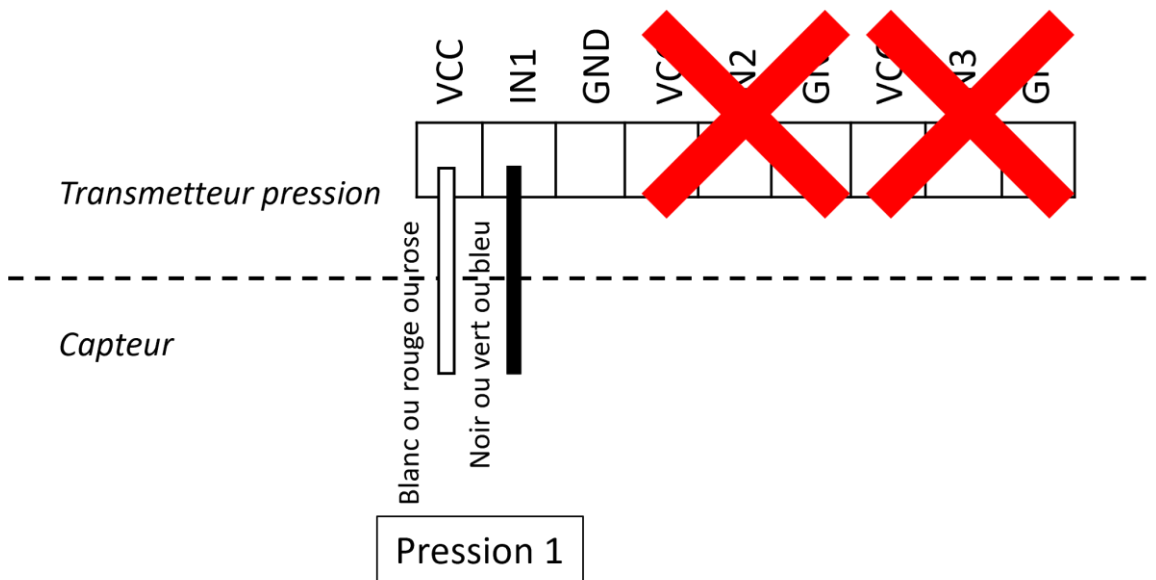 VCC
IN1
GND
Transmetteur pression
Blanc ou rouge ou rose
Noir ou vert ou bleu
Capteur
Pression 1